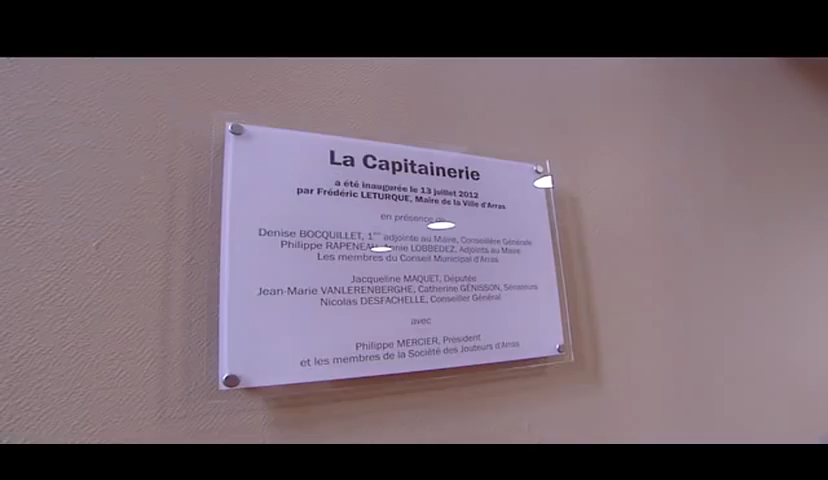 La Capitainerie
a été inaugurée le 13 juillet 2012
par Frédéric LETURQUE, Maire de la Ville d'Arras
en présence de
Denise BOCQUILLET, 1ère adjointe au Maire, Conseillère Générale
Philippe RAPENEAU, Annie LOBBEDEZ, Adjoints au Maire
Les membres du Conseil Municipal d'Arras
Jacqueline MAQUET, Députée
Jean-Marie VANLERENBERGHE, Catherine GÉNISSON, Sénateurs
Nicolas DESFACHELLE, Conseiller Général
avec
Philippe MERCIER, Président
et les membres de la Société des Jouteurs d'Arras